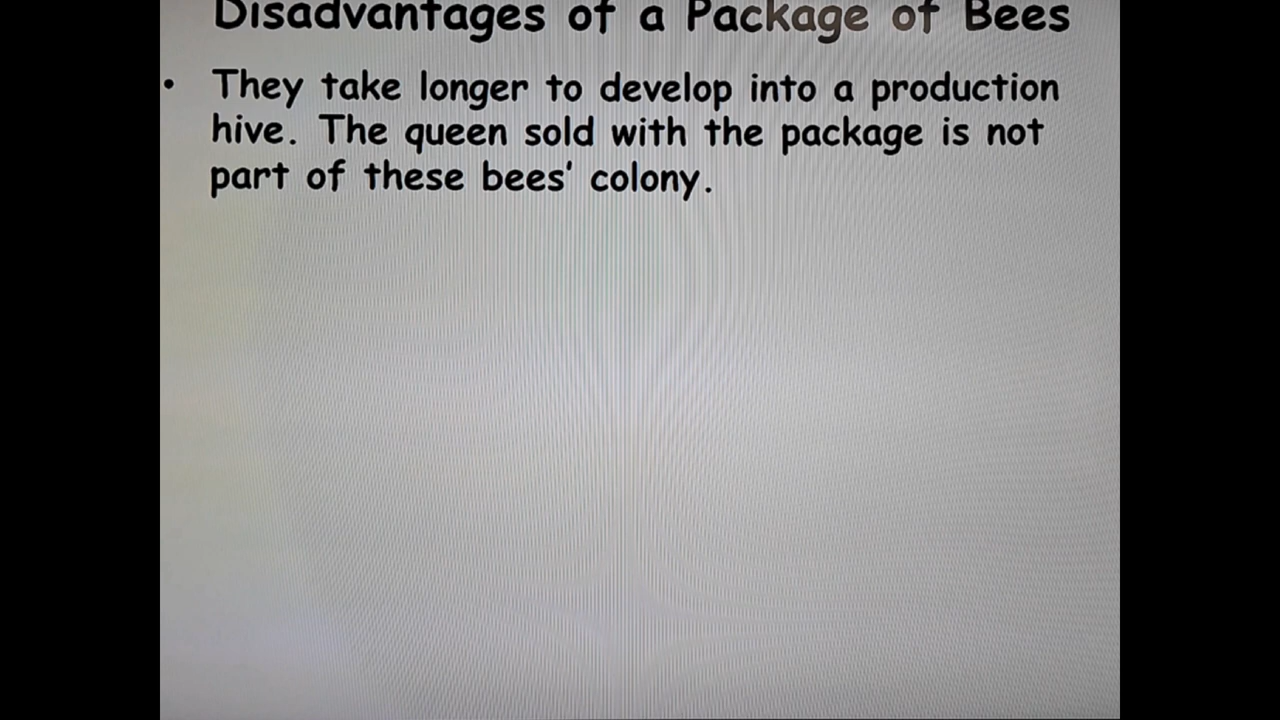 Disadvantages of a Package of Bees
• They take longer to develop into a production
hive. The queen sold with the package is not
part of these bees' colony.